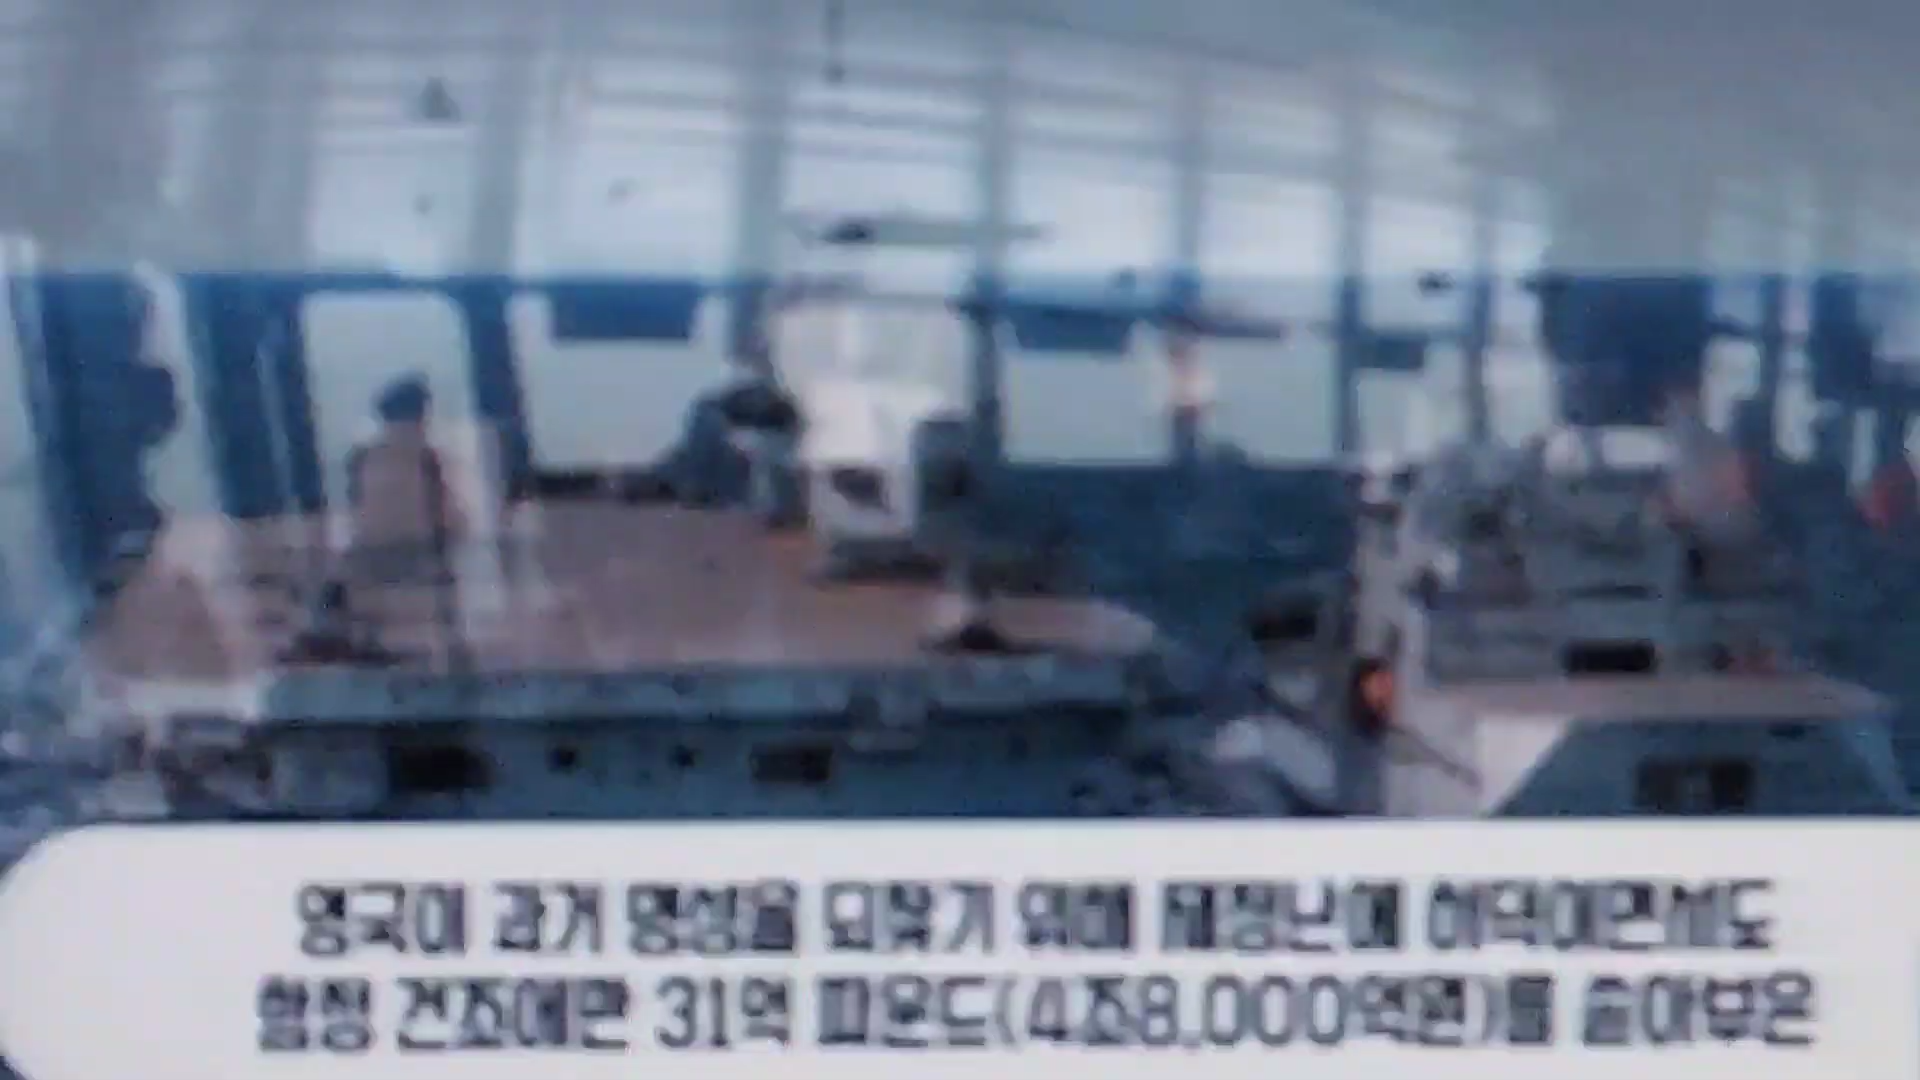 영국이 과거 명성을 되찾기 위해 재정난에 허덕이면서도
함정 건조에만 31억 파운드(4조8,000억원)를 쏟아부은